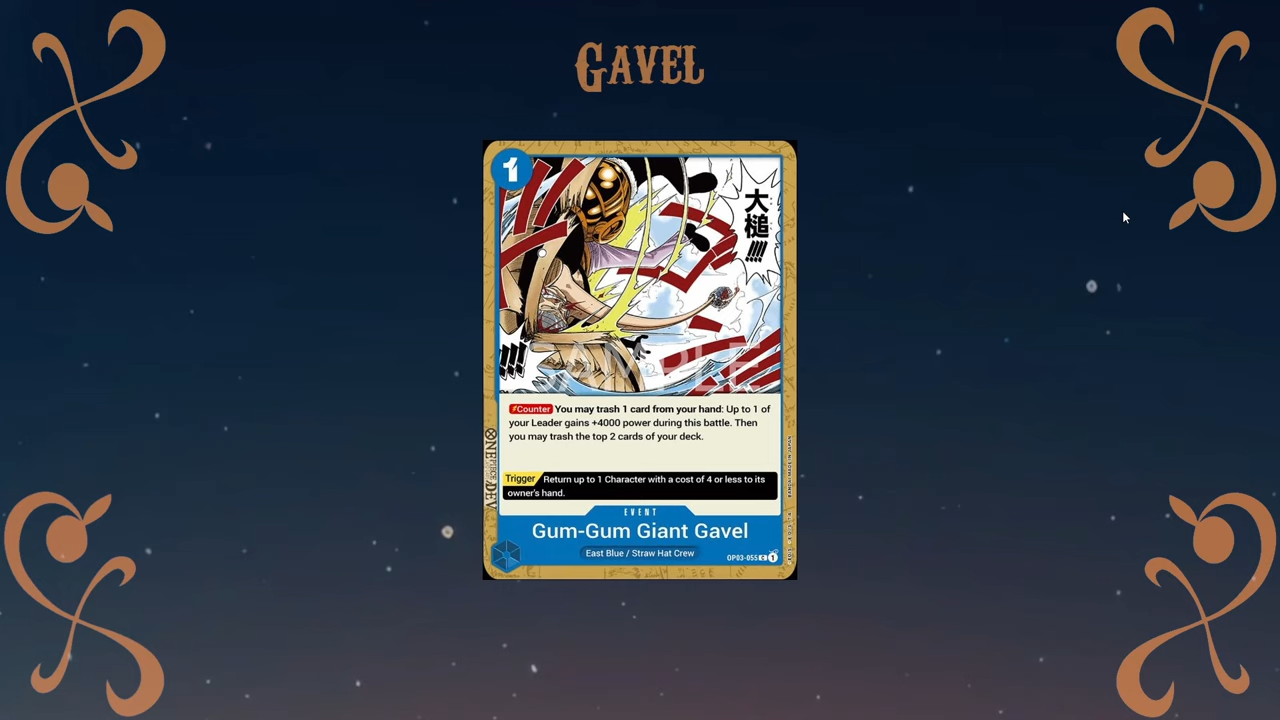 GAVEL
1
大槌!!!!
SAMPLE
Counter You may trash 1 card from your hand: Up to 1 of
your Leader gains +4000 power during this battle. Then
you may trash the top 2 cards of your deck.
Trigger Return up to 1 Character with a cost of 4 or less to its
owner's hand.
EVENT
Gum-Gum Giant Gavel
East Blue / Straw Hat Crew
OP03-055 C 1